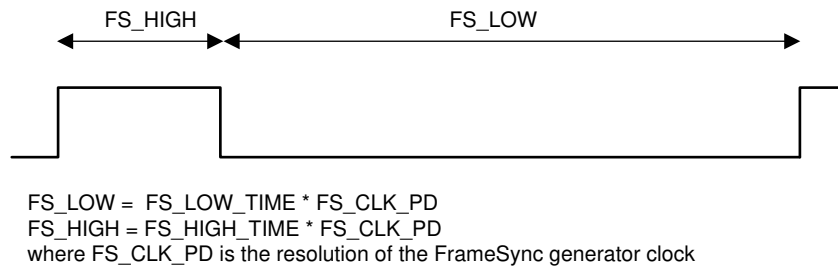 FS_HIGH FS_LOW
FS_LOW = FS_LOW_TIME * FS_CLK_PD
FS_HIGH = FS_HIGH_TIME * FS_CLK_PD
where FS_CLK_PD is the resolution of the FrameSync generator clock